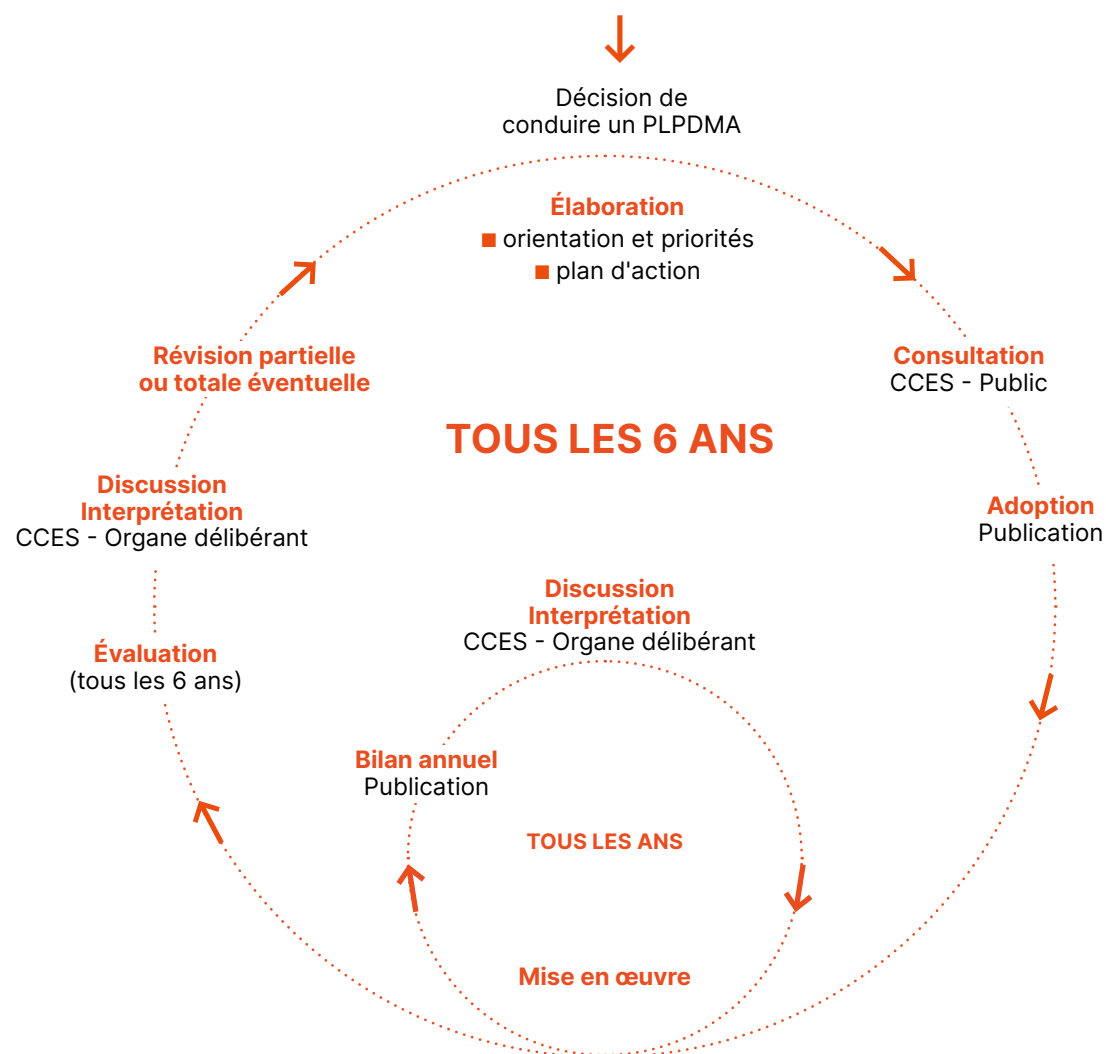 Décision de
conduire un PLPDMA
Élaboration
orientation et priorités
plan d'action
Révision partielle
ou totale éventuelle
Consultation
CCES - Public
TOUS LES 6 ANS
Discussion
Interprétation
CCES - Organe délibérant
Adoption
Publication
Discussion
Interprétation
CCES - Organe délibérant
Évaluation
(tous les 6 ans)
Bilan annuel
Publication
TOUS LES ANS
Mise en œuvre